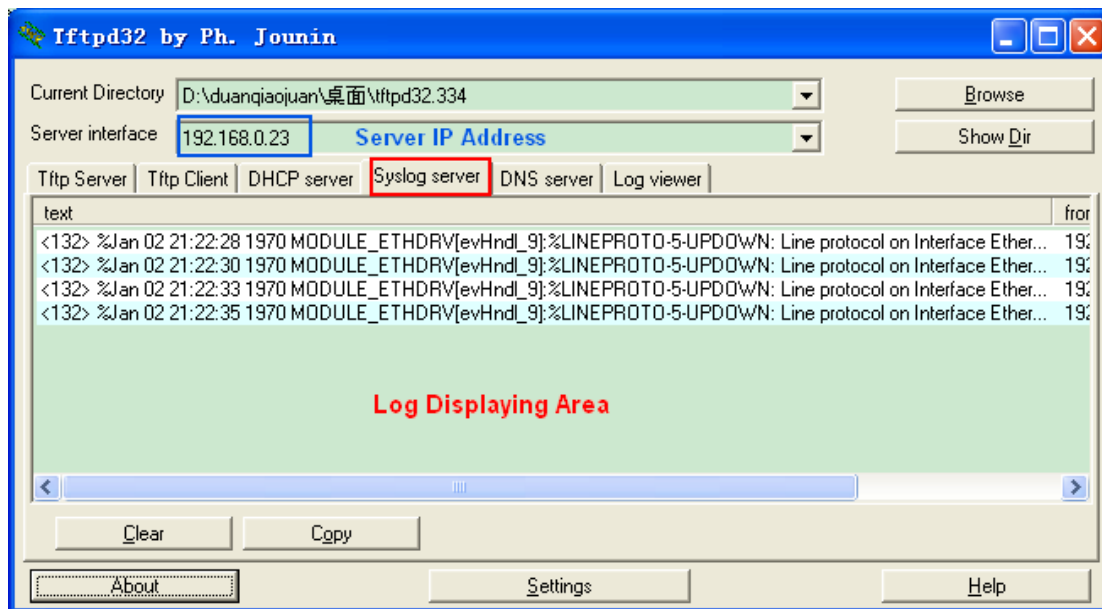 Tftpd32 by Ph. Jounin
Current Directory D:\duanqiaojuan\桌面\tftpd32.334 Browse
Server interface 192.168.0.23 Server IP Address Show Dir
Tftp Server Tftp Client DHCP server Syslog server DNS server Log viewer
text fror
<132> %Jan 02 21:22:28 1970 MODULE_ETHDRV[evHndl_9]:%LINEPROTO-5-UPDOWN: Line protocol on Interface Ether... 192
<132> %Jan 02 21:22:30 1970 MODULE_ETHDRV[evHndl_9]:%LINEPROTO-5-UPDOWN: Line protocol on Interface Ether... 192
<132> %Jan 02 21:22:33 1970 MODULE_ETHDRV[evHndl_9]:%LINEPROTO-5-UPDOWN: Line protocol on Interface Ether... 192
<132> %Jan 02 21:22:35 1970 MODULE_ETHDRV[evHndl_9]:%LINEPROTO-5-UPDOWN: Line protocol on Interface Ether... 192
Log Displaying Area
Clear Copy
About Settings Help